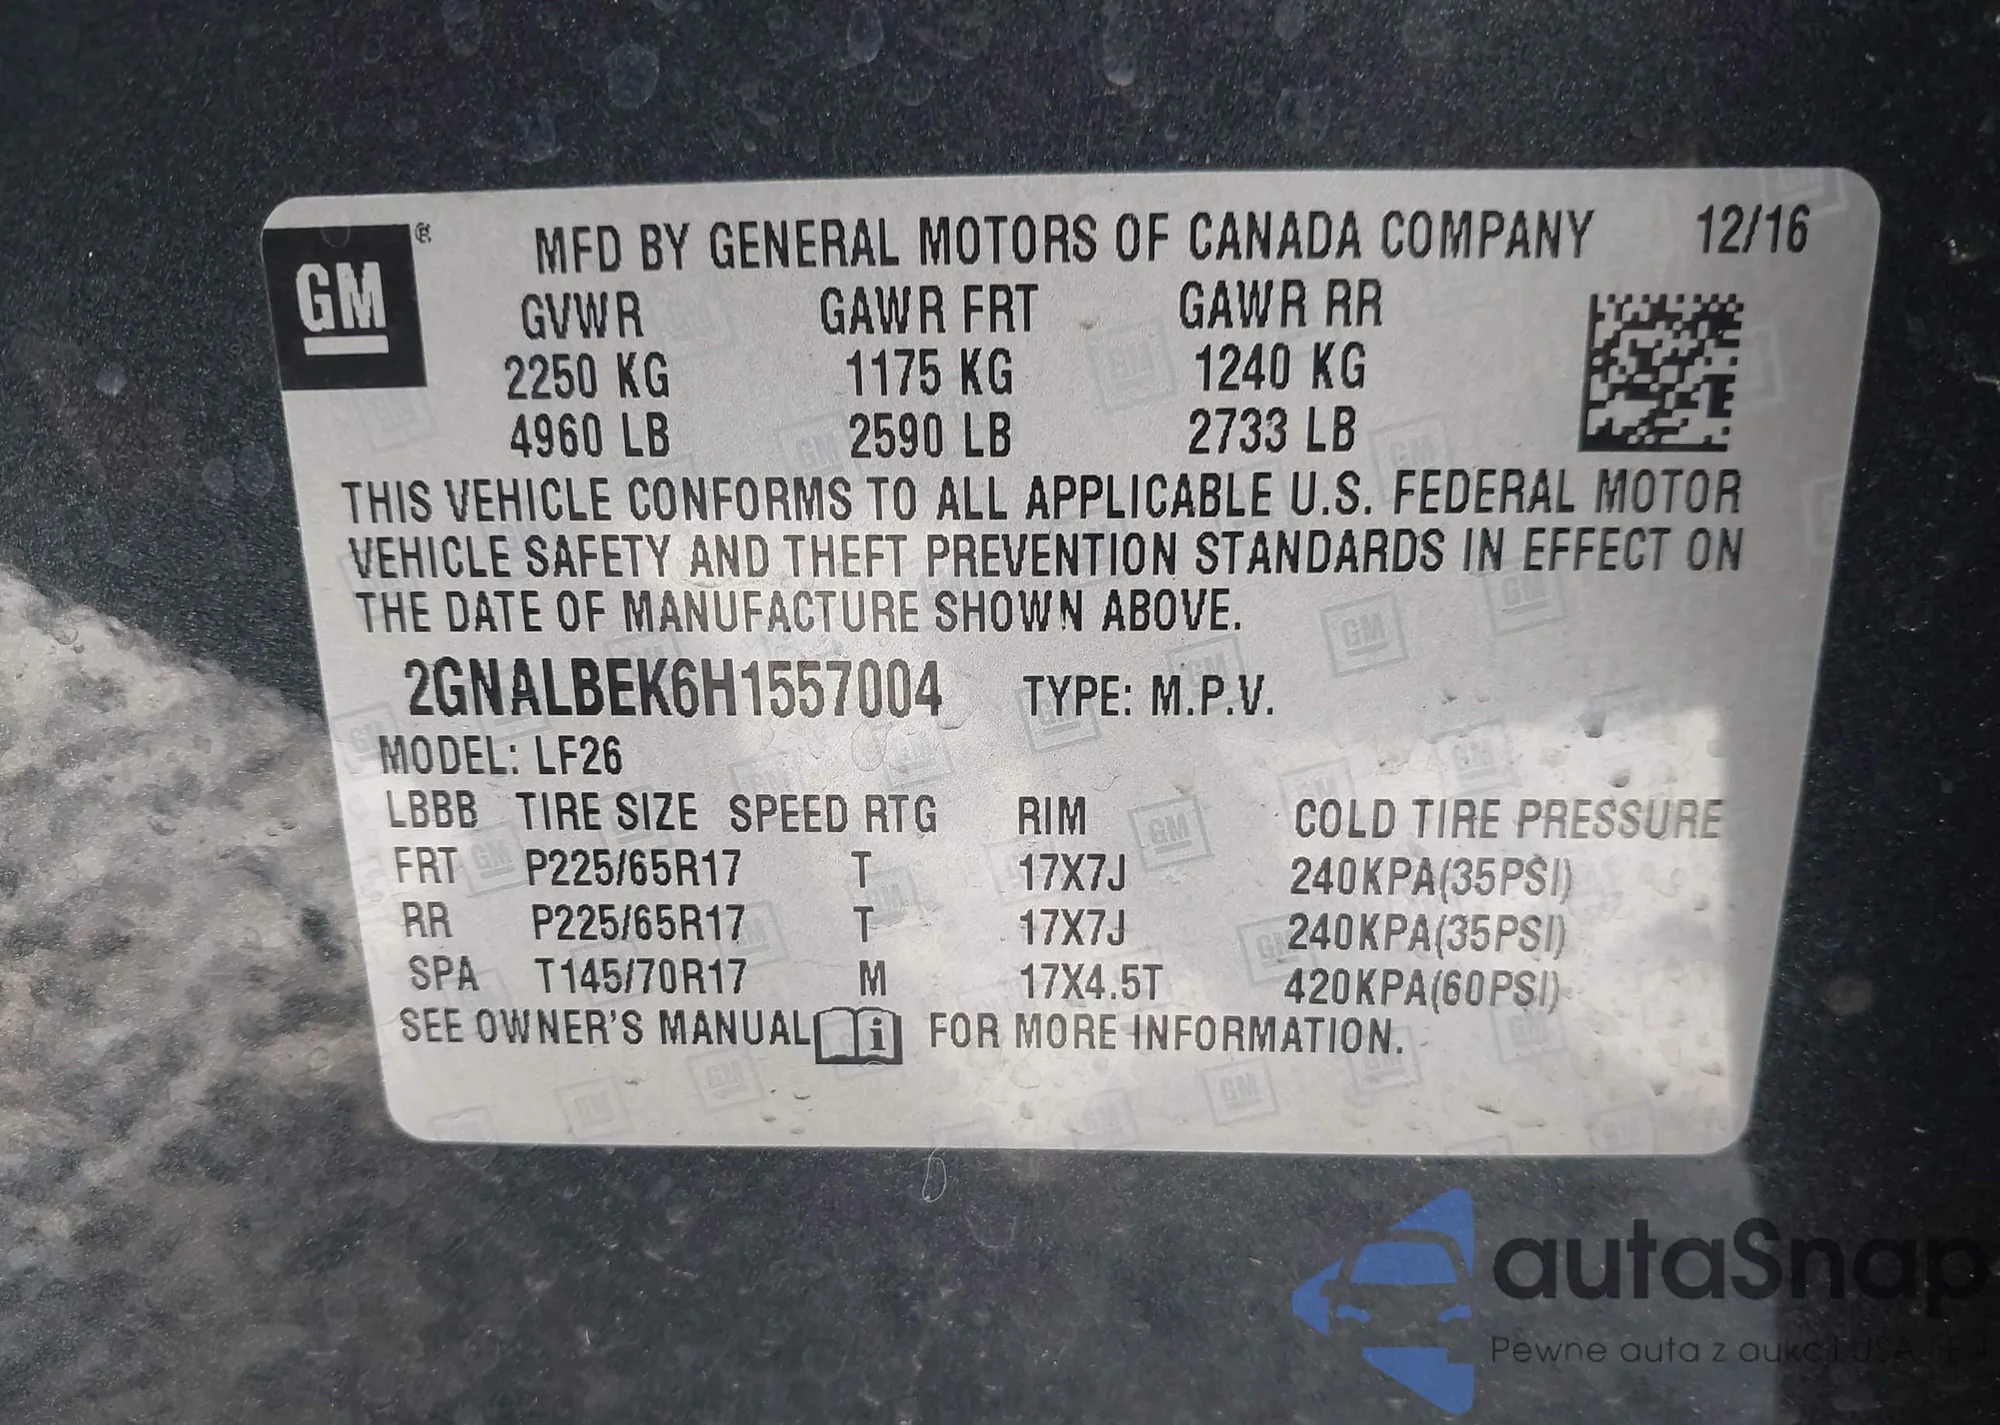 GM ®
MFD BY GENERAL MOTORS OF CANADA COMPANY 12/16
GVWR GAWR FRT GAWR RR
2250 KG 1175 KG 1240 KG
4960 LB 2590 LB 2733 LB
THIS VEHICLE CONFORMS TO ALL APPLICABLE U.S. FEDERAL MOTOR
VEHICLE SAFETY AND THEFT PREVENTION STANDARDS IN EFFECT ON
THE DATE OF MANUFACTURE SHOWN ABOVE.
2GNALBEK6H1557004 TYPE: M.P.V.
MODEL: LF26
LBBB TIRE SIZE SPEED RTG RIM COLD TIRE PRESSURE
FRT P225/65R17 T 17X7J 240KPA(35PSI)
RR P225/65R17 T 17X7J 240KPA(35PSI)
SPA T145/70R17 M 17X4.5T 420KPA(60PSI)
SEE OWNER'S MANUAL i FOR MORE INFORMATION.
autaSnap
Pewne auta z aukcji USA